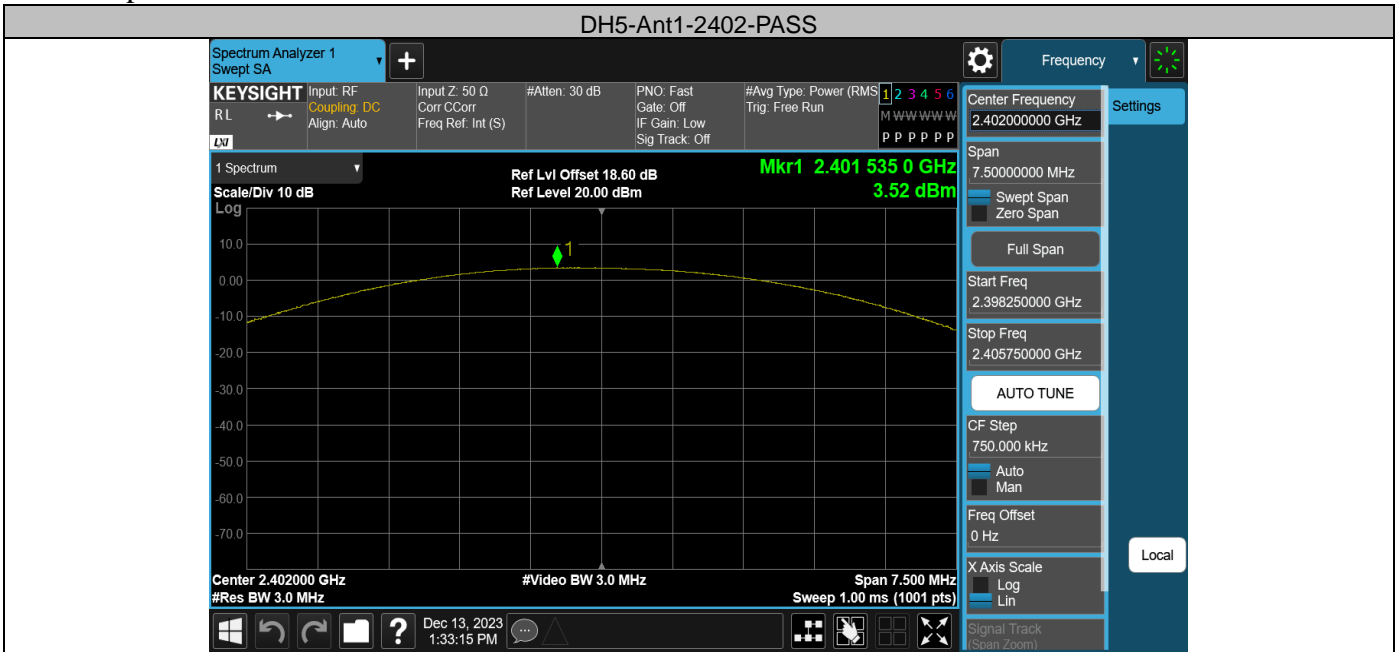 DH5-Ant1-2402-PASS
Spectrum Analyzer 1
Swept SA
Frequency
KEYSIGHT
RL
LXI
Input: RF
Coupling: DC
Align: Auto
Input Z: 50 Ω
Corr CCorr
Freq Ref: Int (S)
#Atten: 30 dB
PNO: Fast
Gate: Off
IF Gain: Low
Sig Track: Off
#Avg Type: Power (RMS
Trig: Free Run
1 2 3 4 5 6
M W W W W W
P P P P P P
1 Spectrum
Scale/Div 10 dB
Log
Ref Lvl Offset 18.60 dB
Ref Level 20.00 dBm
Mkr1 2.401 535 0 GHz
3.52 dBm
1
10.0
0.00
-10.0
-20.0
-30.0
-40.0
-50.0
-60.0
-70.0
Center 2.402000 GHz
#Video BW 3.0 MHz
Span 7.500 MHz
#Res BW 3.0 MHz
Sweep 1.00 ms (1001 pts)
Dec 13, 2023
1:33:15 PM
?
Center Frequency
2.402000000 GHz
Settings
Span
7.50000000 MHz
Swept Span
Zero Span
Full Span
Start Freq
2.398250000 GHz
Stop Freq
2.405750000 GHz
AUTO TUNE
CF Step
750.000 kHz
Auto
Man
Freq Offset
0 Hz
X Axis Scale
Log
Lin
Local
Signal Track
(Span Zoom)